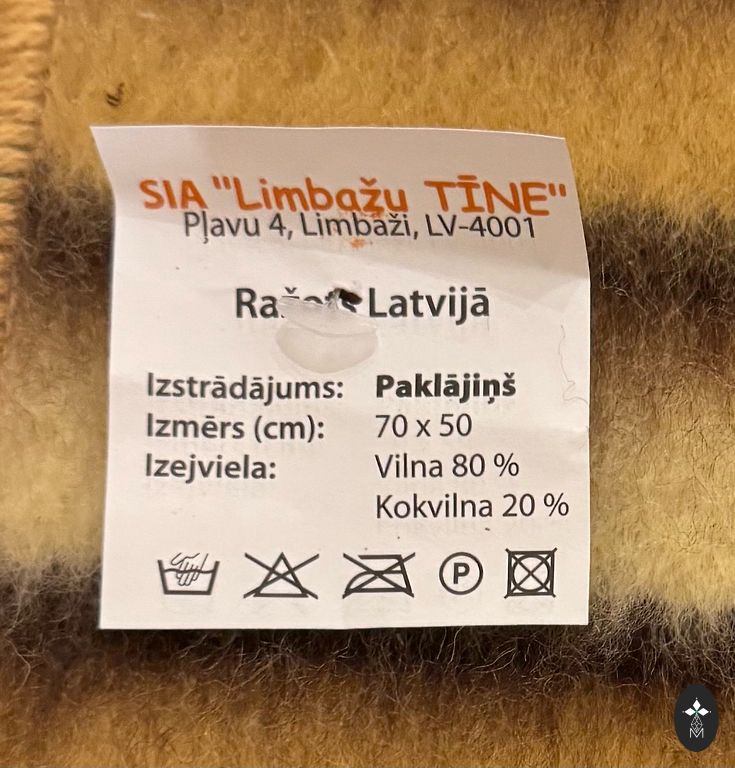 SIA "Limbažu TĪNE"
Pļavu 4, Limbaži, LV-4001
Ražots Latvijā
Izstrādājums: Paklājiņš
Izmērs (cm): 70 x 50
Izejviela: Vilna 80 %
Kokvilna 20 %
P
M